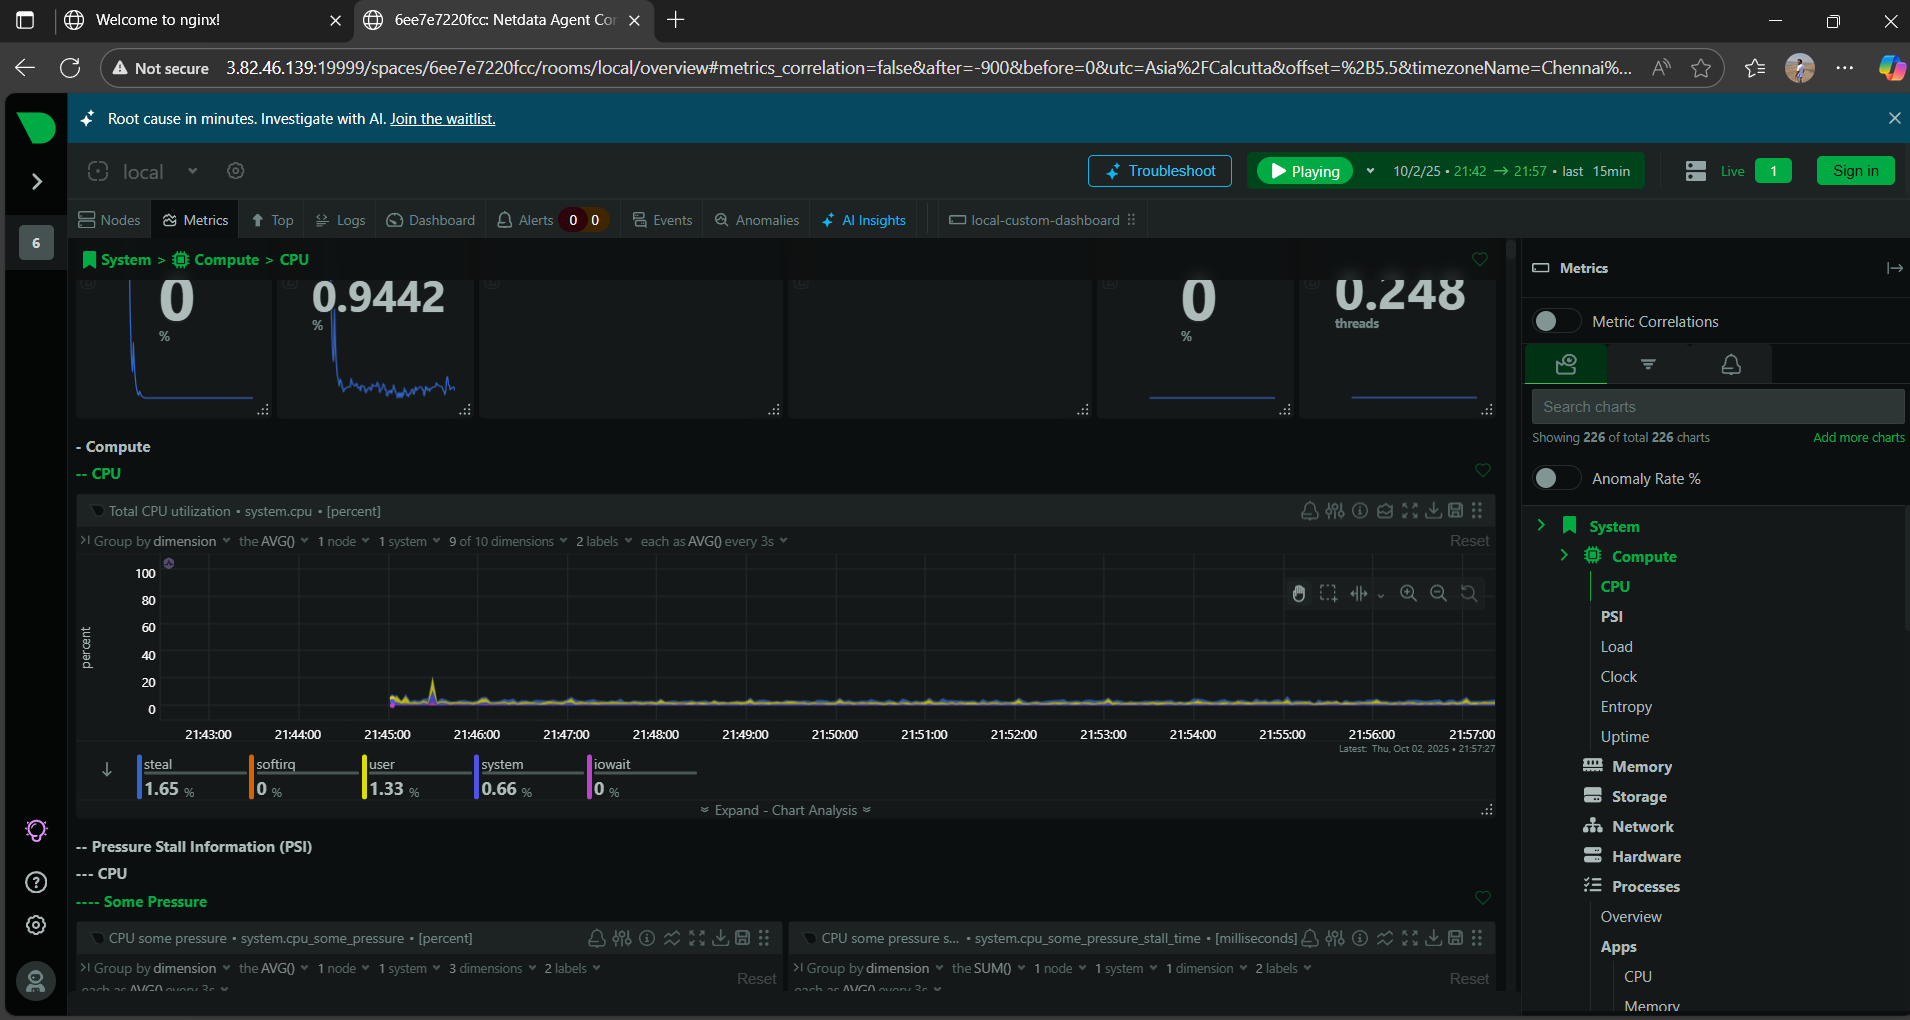 Welcome to nginx!
6ee7e7220fcc: Netdata Agent Co
Not secure 3.82.46.139:19999/spaces/6ee7e7220fcc/rooms/local/overview#metrics_correlation=false&after=-900&before=0&utc=Asia%2FCalcutta&offset=%2B5.5&timezoneName=Chennai%...
Root cause in minutes. Investigate with AI. Join the waitlist.
local
Troubleshoot
Playing
10/2/25 • 21:42 → 21:57 • last 15min
Live 1
Sign in
Nodes Metrics Top Logs Dashboard Alerts 0 0 Events Anomalies AI Insights local-custom-dashboard
6
System > Compute > CPU
0 %
0.9442 %
0 %
0.248 threads
- Compute
-- CPU
Total CPU utilization • system.cpu • [percent]
Group by dimension the AVG() 1 node 1 system 9 of 10 dimensions 2 labels each as AVG() every 3s Reset
percent
100
80
60
40
20
0
21:43:00 21:44:00 21:45:00 21:46:00 21:47:00 21:48:00 21:49:00 21:50:00 21:51:00 21:52:00 21:53:00 21:54:00 21:55:00 21:56:00 21:57:00
Latest: Thu, Oct 02, 2025 • 21:57:27
steal softirq user system iowait
1.65 % 0 % 1.33 % 0.66 % 0 %
Expand - Chart Analysis
-- Pressure Stall Information (PSI)
--- CPU
---- Some Pressure
CPU some pressure • system.cpu_some_pressure • [percent]
Group by dimension the AVG() 1 node 1 system 3 dimensions 2 labels
each as AVG() every 3s
Reset
CPU some pressure s... • system.cpu_some_pressure_stall_time • [milliseconds]
Group by dimension the SUM() 1 node 1 system 1 dimension 2 labels
each as AVG() every 3s
Reset
Metrics
Metric Correlations
Search charts
Showing 226 of total 226 charts Add more charts
Anomaly Rate %
System
Compute
CPU
PSI
Load
Clock
Entropy
Uptime
Memory
Storage
Network
Hardware
Processes
Overview
Apps
CPU
Memory